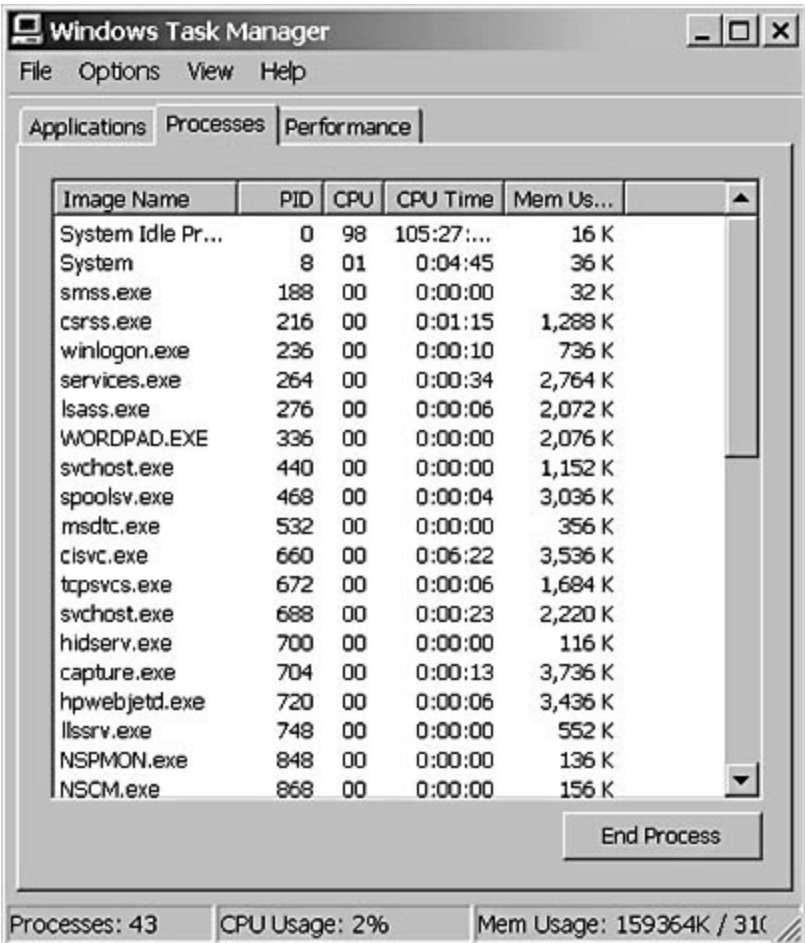 Windows Task Manager
File Options View Help
Applications Processes Performance
Image Name PID CPU CPU Time Mem Us...
System Idle Pr... 0 98 105:27:... 16 K
System 8 01 0:04:45 36 K
smss.exe 188 00 0:00:00 32 K
csrss.exe 216 00 0:01:15 1,288 K
winlogon.exe 236 00 0:00:10 736 K
services.exe 264 00 0:00:34 2,764 K
lsass.exe 276 00 0:00:06 2,072 K
WORDPAD.EXE 336 00 0:00:00 2,076 K
svchost.exe 440 00 0:00:00 1,152 K
spoolsv.exe 468 00 0:00:04 3,036 K
msdtc.exe 532 00 0:00:00 356 K
cisvc.exe 660 00 0:06:22 3,536 K
tcpsvcs.exe 672 00 0:00:06 1,684 K
svchost.exe 688 00 0:00:23 2,220 K
hidserv.exe 700 00 0:00:00 116 K
capture.exe 704 00 0:00:13 3,736 K
hpwebjetd.exe 720 00 0:00:06 3,436 K
llssrv.exe 748 00 0:00:00 552 K
NSPMON.exe 848 00 0:00:00 136 K
NSCM.exe 868 00 0:00:00 156 K
End Process
Processes: 43 CPU Usage: 2% Mem Usage: 159364K / 310